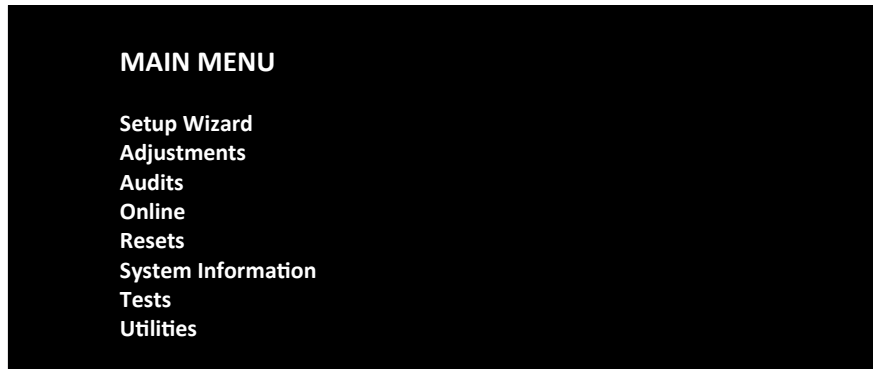 MAIN MENU
Setup Wizard
Adjustments
Audits
Online
Resets
System Information
Tests
Utilities